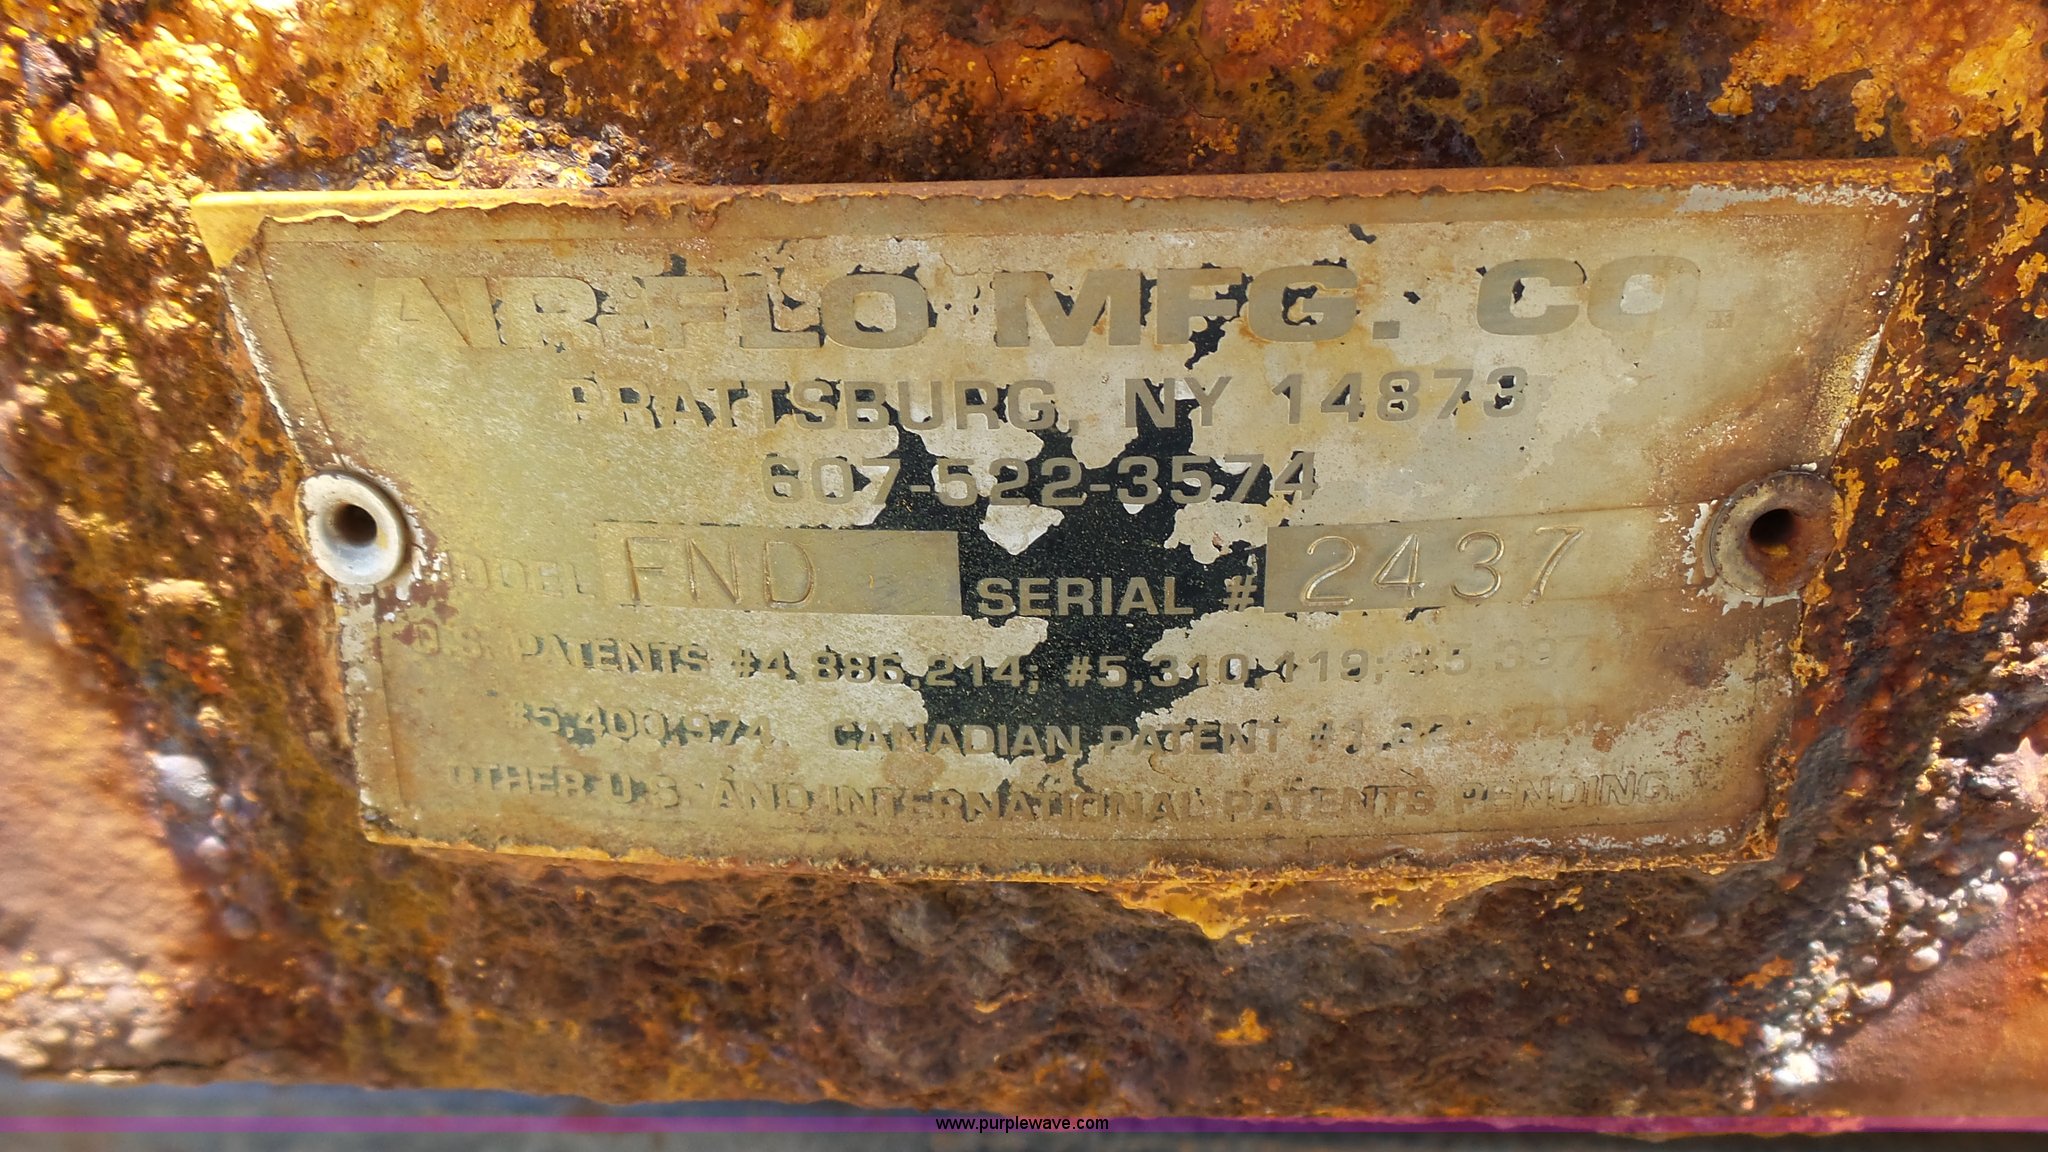 AIR-FLO MFG. CO.
PRATTSBURG, NY 14873
607-522-3574
MODEL FND SERIAL # 2437
U.S. PATENTS #4,886,214; #5,310,119;
#5,400,974. CANADIAN PATENT
OTHER U.S. AND INTERNATIONAL PATENTS PENDING.
www.purplewave.com